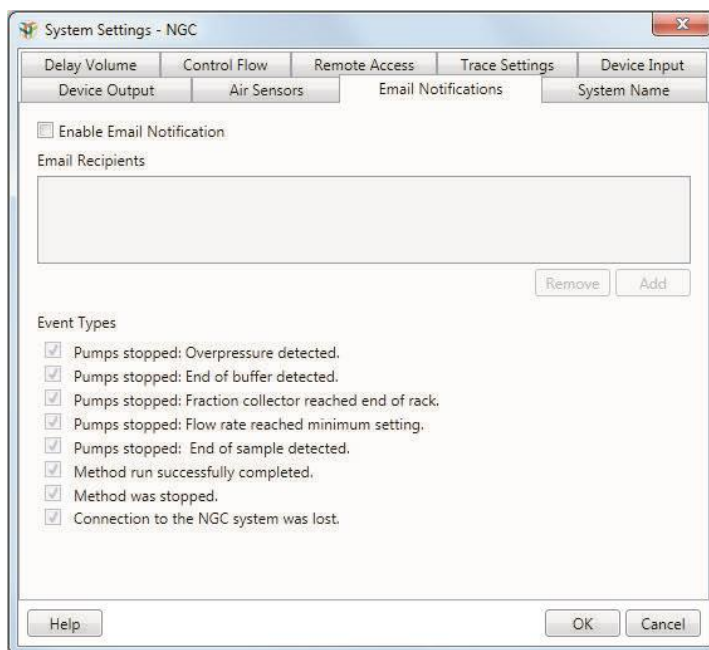 System Settings - NGC
Delay Volume Control Flow Remote Access Trace Settings Device Input
Device Output Air Sensors Email Notifications System Name
Enable Email Notification
Email Recipients
Remove Add
Event Types
Pumps stopped: Overpressure detected.
Pumps stopped: End of buffer detected.
Pumps stopped: Fraction collector reached end of rack.
Pumps stopped: Flow rate reached minimum setting.
Pumps stopped: End of sample detected.
Method run successfully completed.
Method was stopped.
Connection to the NGC system was lost.
Help OK Cancel